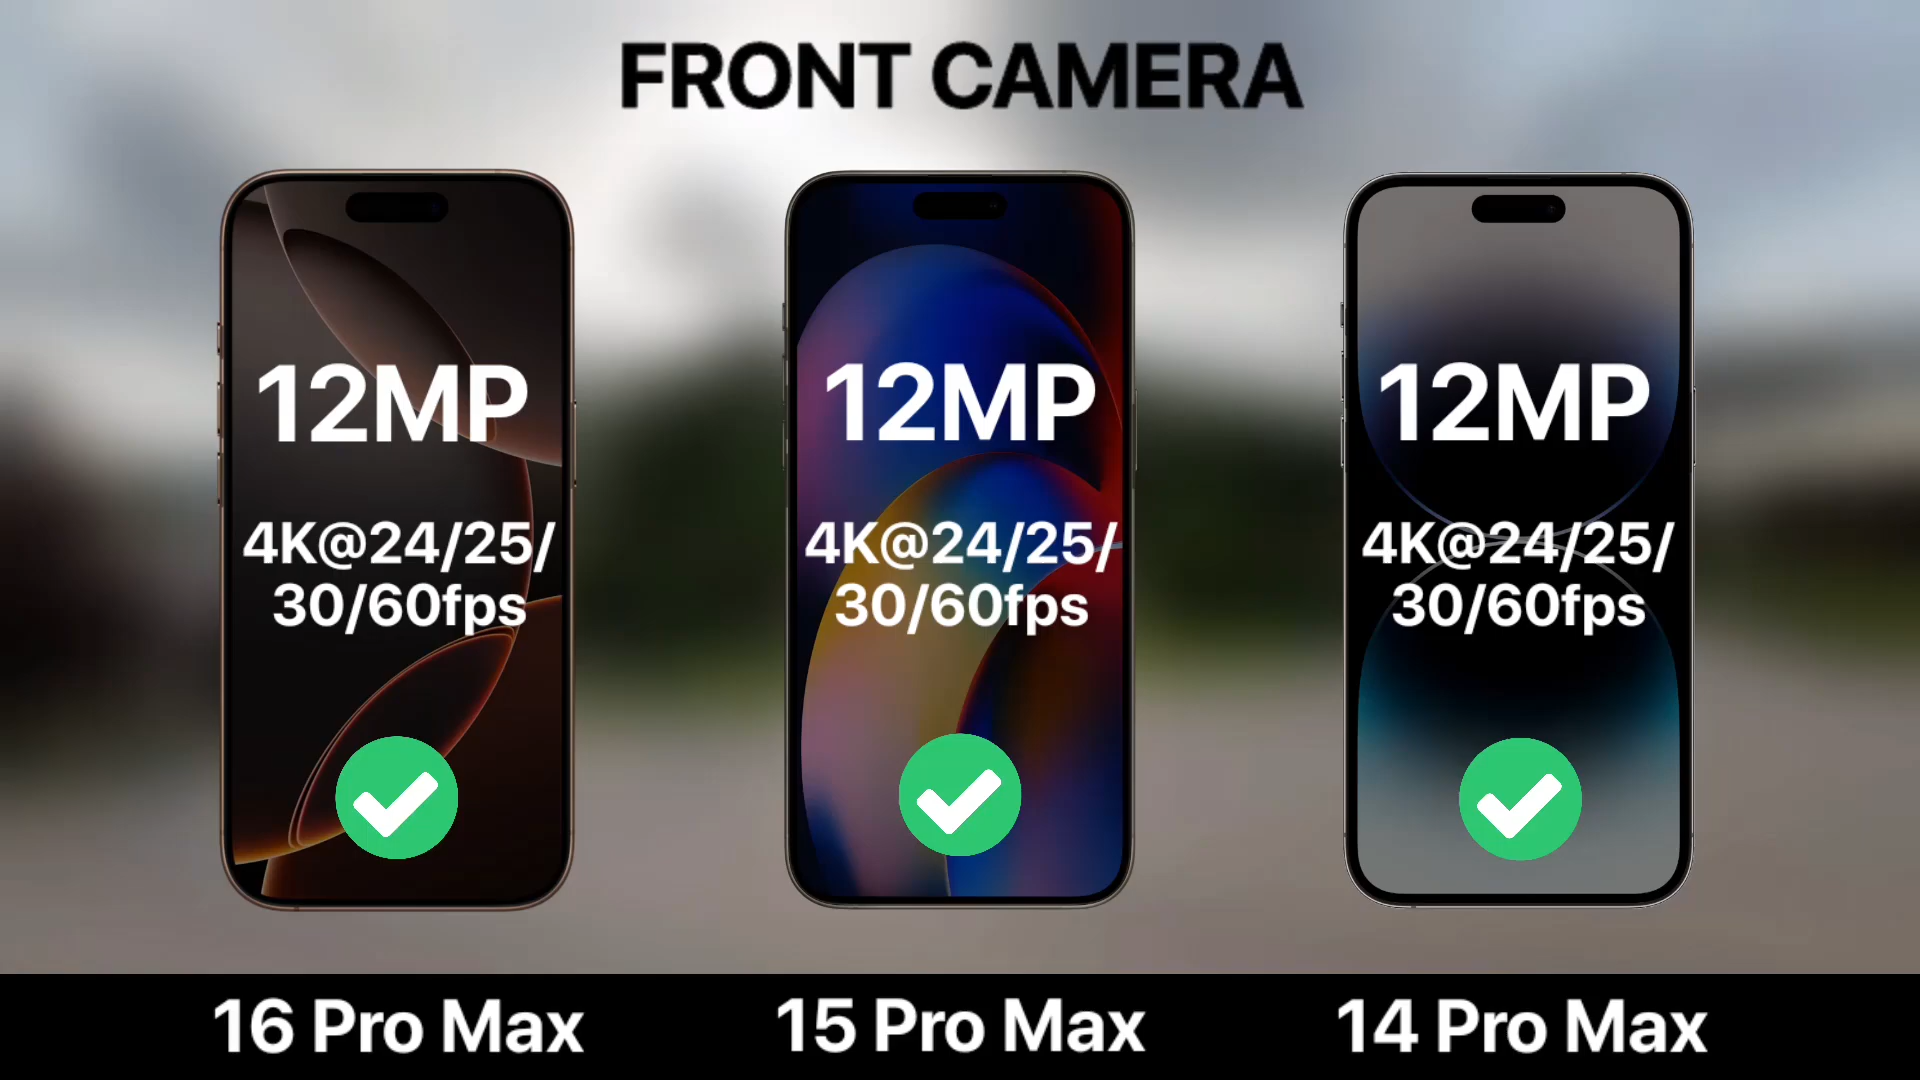 FRONT CAMERA
12MP
4K@24/25/
30/60fps
12MP
4K@24/25/
30/60fps
12MP
4K@24/25/
30/60fps
16 Pro Max
15 Pro Max
14 Pro Max